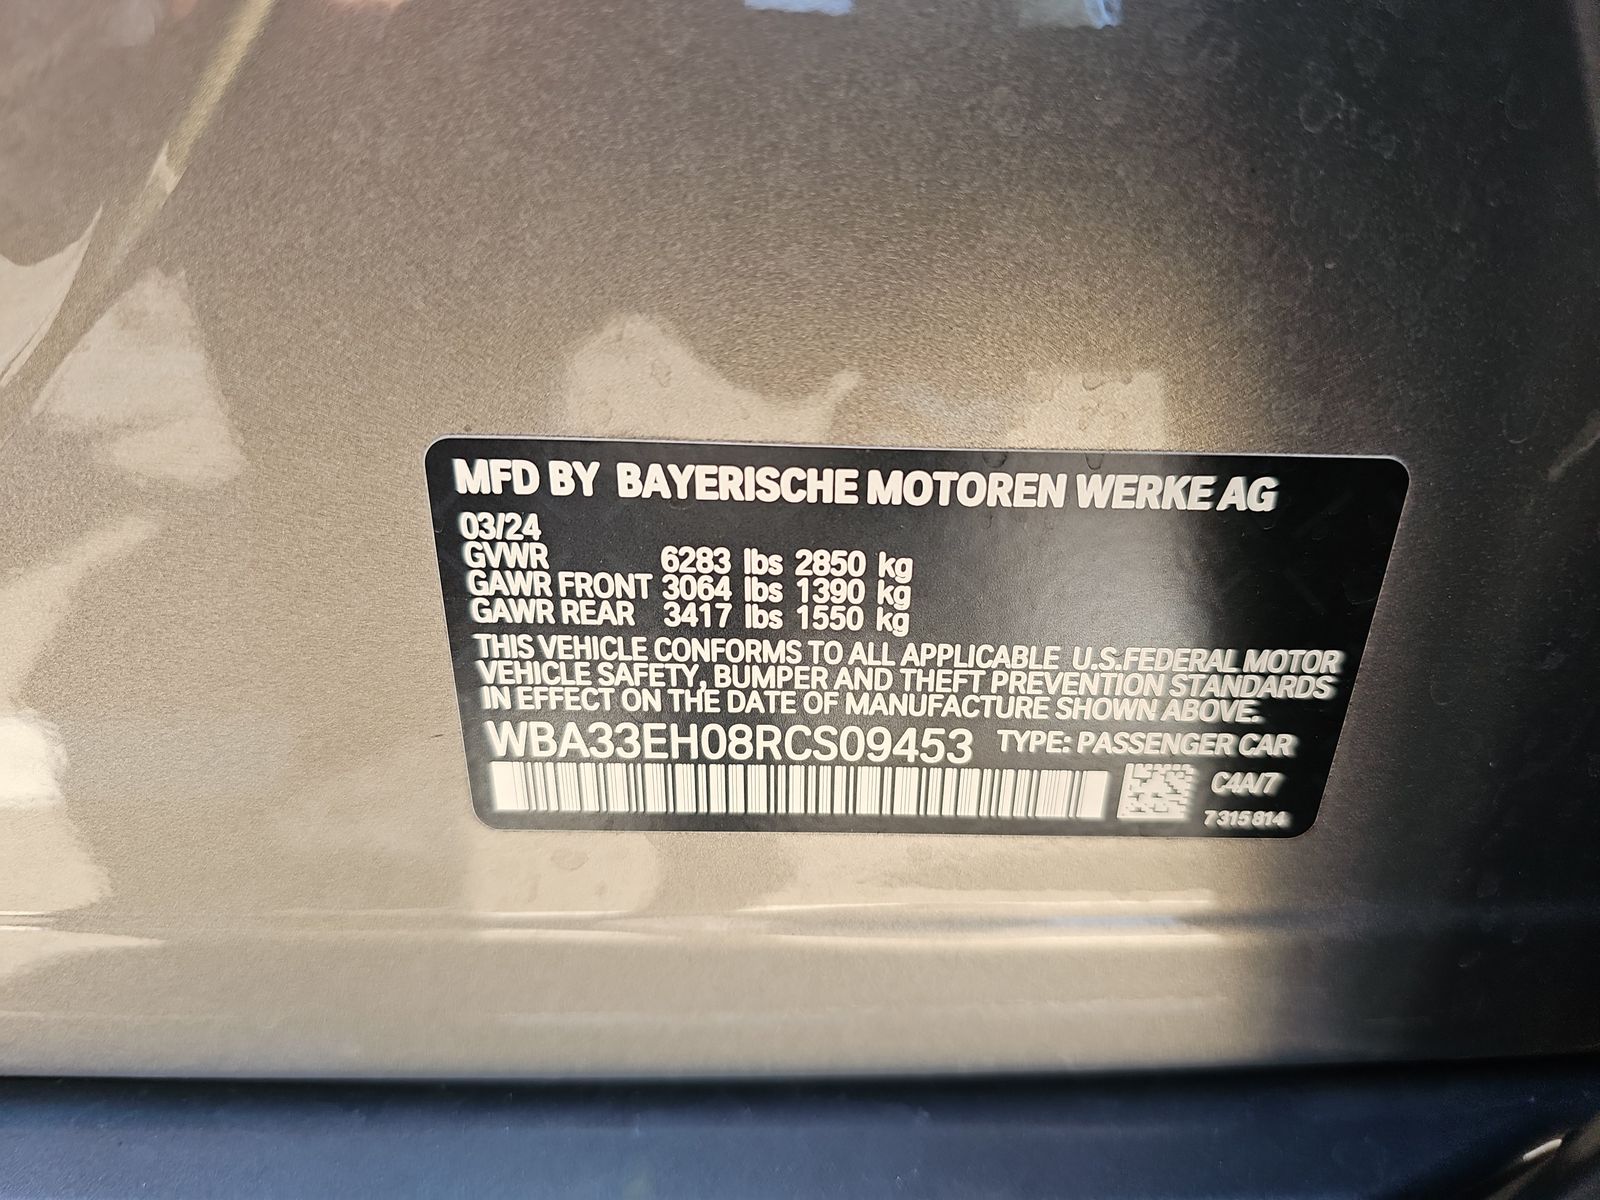 MFD BY BAYERISCHE MOTOREN WERKE AG
03/24
GVWR 6283 lbs 2850 kg
GAWR FRONT 3064 lbs 1390 kg
GAWR REAR 3417 lbs 1550 kg
THIS VEHICLE CONFORMS TO ALL APPLICABLE U.S.FEDERAL MOTOR
VEHICLE SAFETY, BUMPER AND THEFT PREVENTION STANDARDS
IN EFFECT ON THE DATE OF MANUFACTURE SHOWN ABOVE.
WBA33EH08RCS09453 TYPE: PASSENGER CAR
C4A/7
7315814